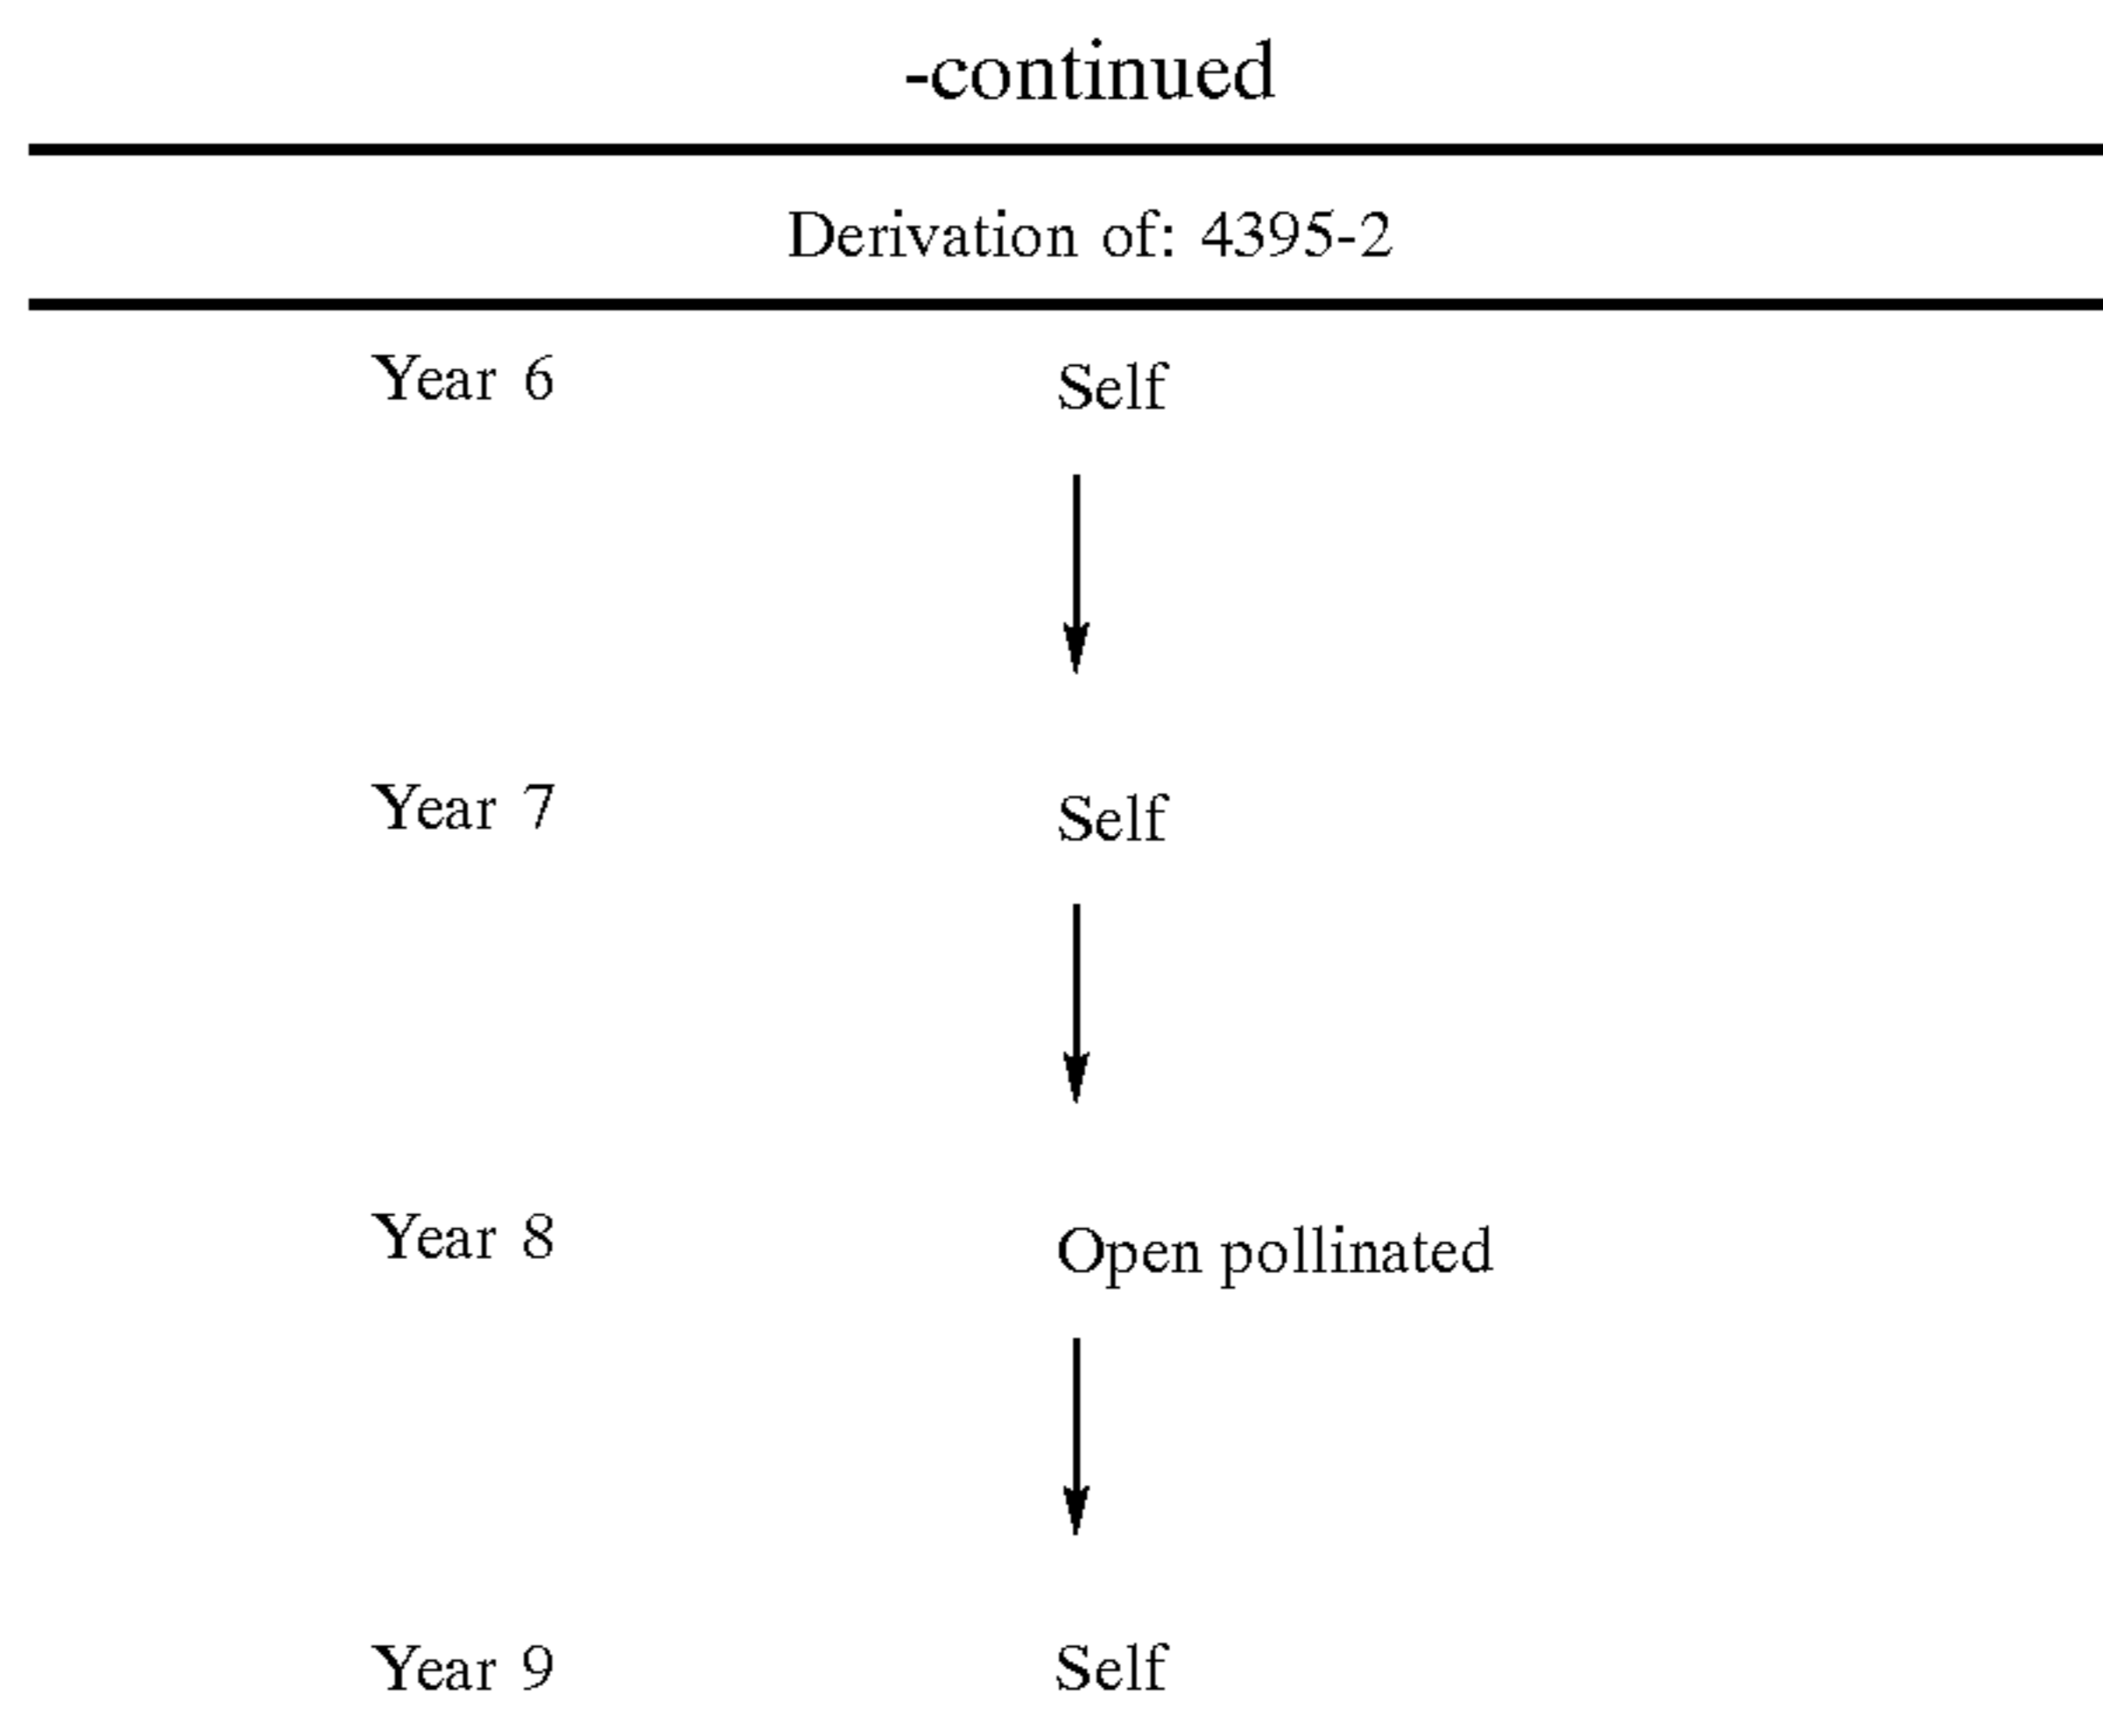 -continued
Derivation of: 4395-2
Year 6 Self
Year 7 Self
Year 8 Open pollinated
Year 9 Self